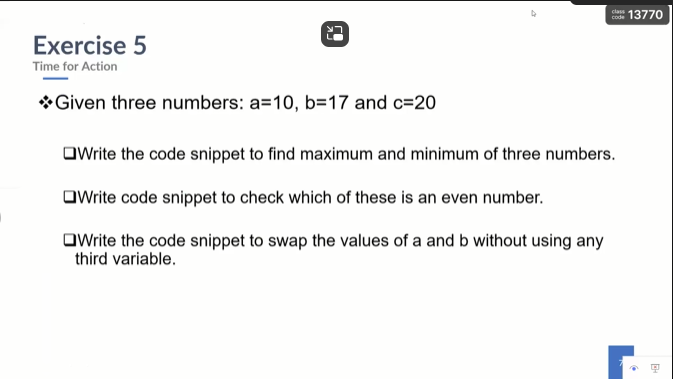 class code 13770
Exercise 5
Time for Action
❖Given three numbers: a=10, b=17 and c=20
❑Write the code snippet to find maximum and minimum of three numbers.
❑Write code snippet to check which of these is an even number.
❑Write the code snippet to swap the values of a and b without using any
third variable.